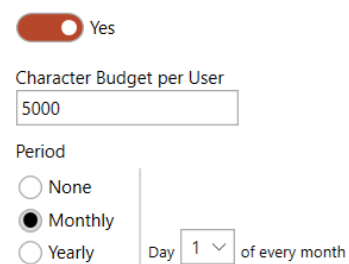 Yes
Character Budget per User
5000
Period
None
Monthly
Yearly
Day 1 of every month